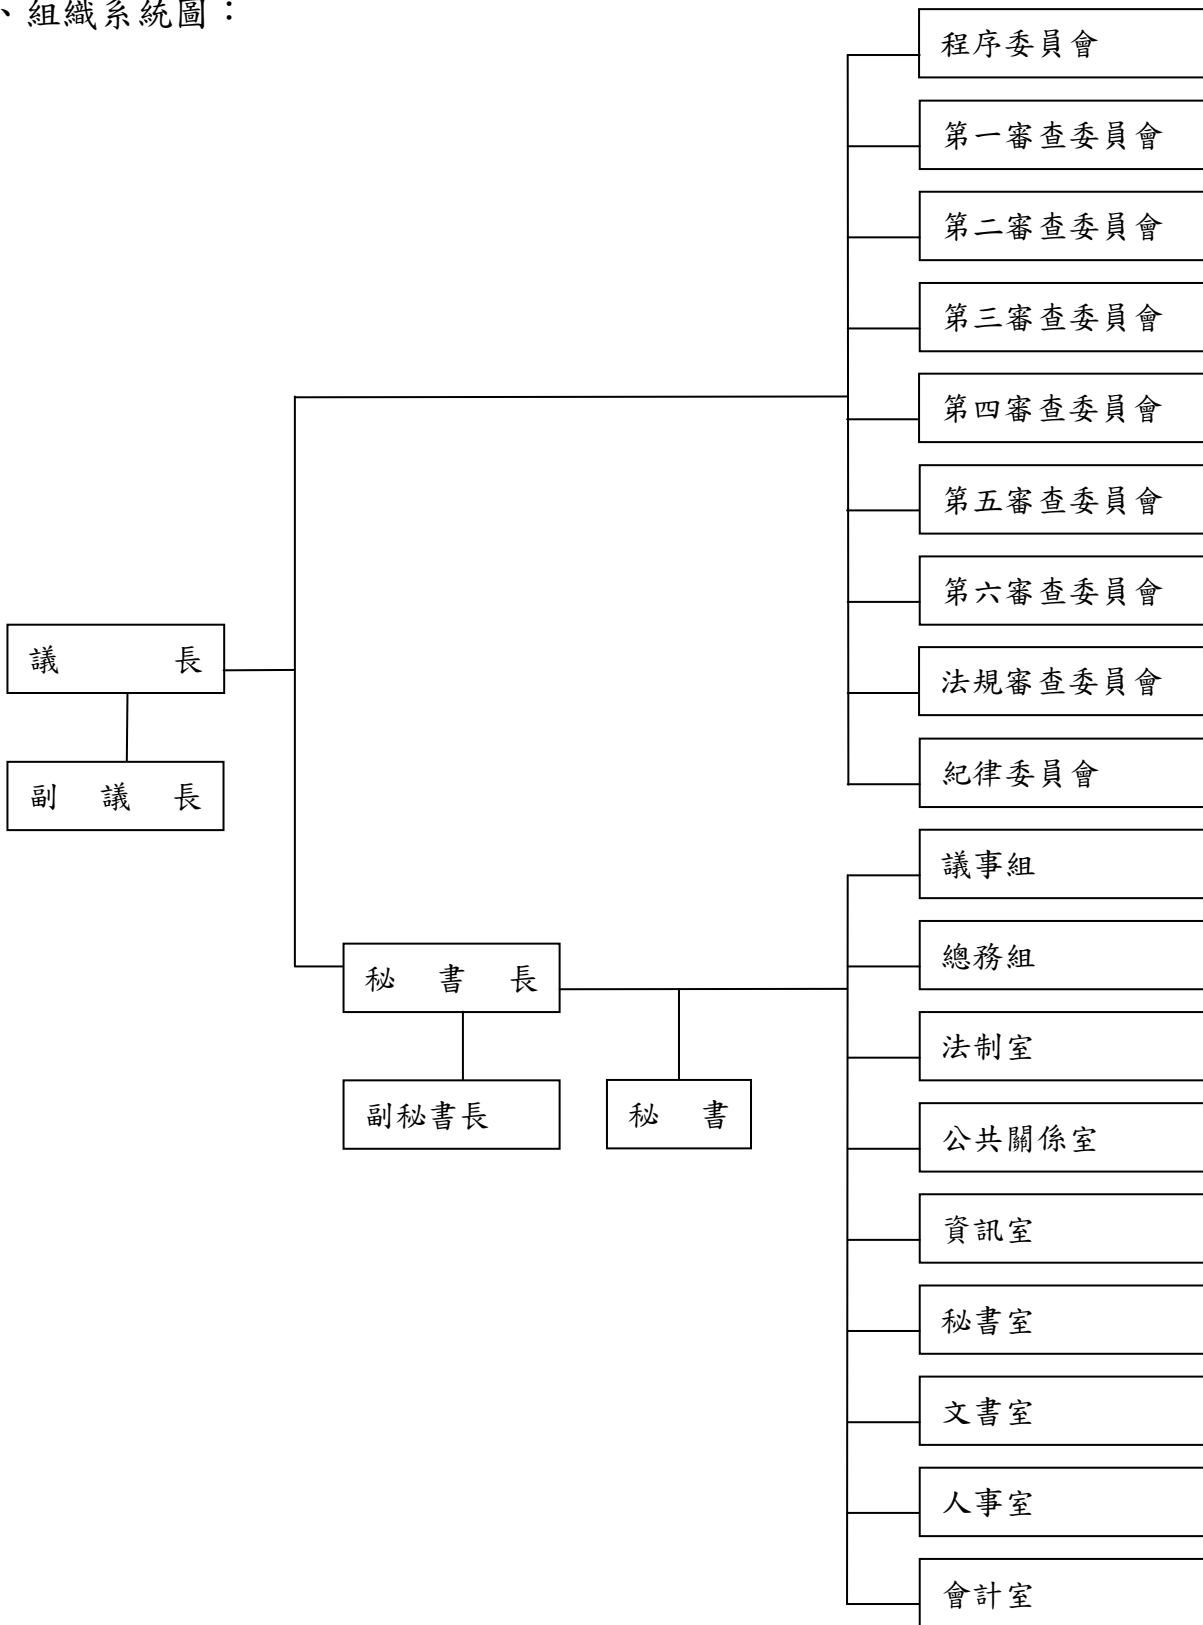 、組織系統圖：
程序委員會
第一審查委員會
第二審查委員會
第三審查委員會
第四審查委員會
第五審查委員會
第六審查委員會
議 長
法規審查委員會
副 議 長
紀律委員會
議事組
秘 書 長
總務組
法制室
副秘書長
秘 書
公共關係室
資訊室
秘書室
文書室
人事室
會計室